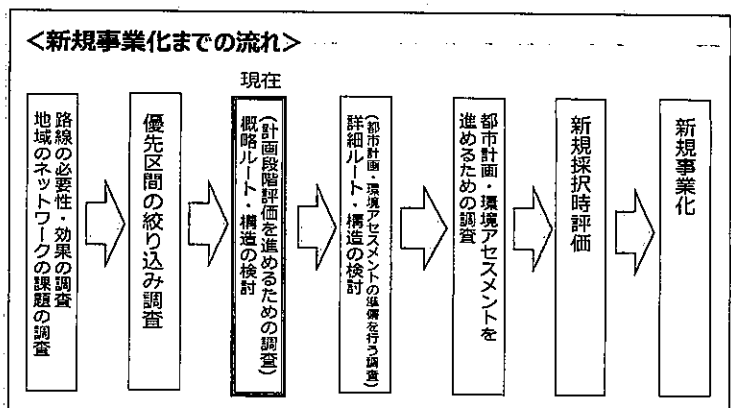 ＜新規事業化までの流れ＞
現在
路線の必要性・効果の調査
地域のネットワークの課題の調査
優先区間の絞り込み調査
概略ルート・構造の検討
（計画段階評価を進めるための調査）
詳細ルート・構造の検討
（都市計画・環境アセスメントの準備を行う調査）
都市計画・環境アセスメントを
進めるための調査
新規採択時評価
新規事業化